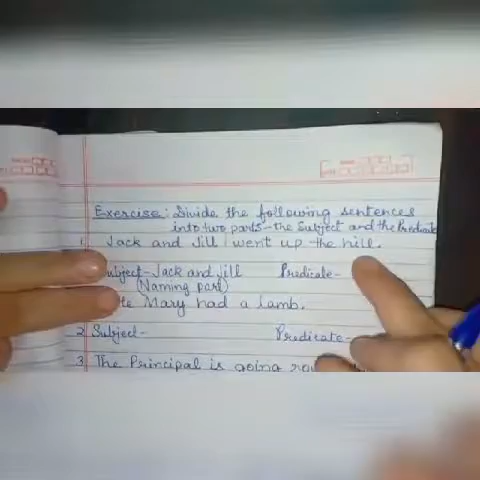 Exercise: Divide the following sentences
into two parts - the Subject and the Predicate
1. Jack and Jill | went up the hill.
Subject - Jack and Jill Predicate -
(Naming part)
Mary had a lamb.
2 Subject - Predicate -
3 The Principal is going